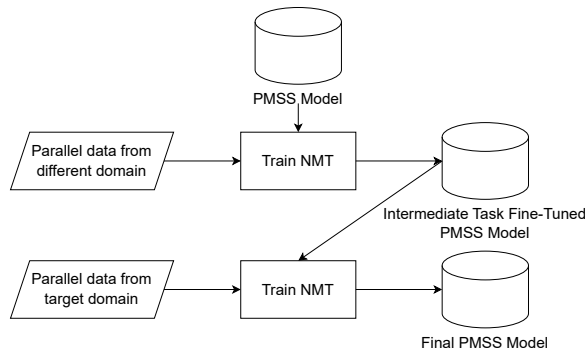 PMSS Model
Parallel data from
different domain
Train NMT
Intermediate Task Fine-Tuned
PMSS Model
Parallel data from
target domain
Train NMT
Final PMSS Model